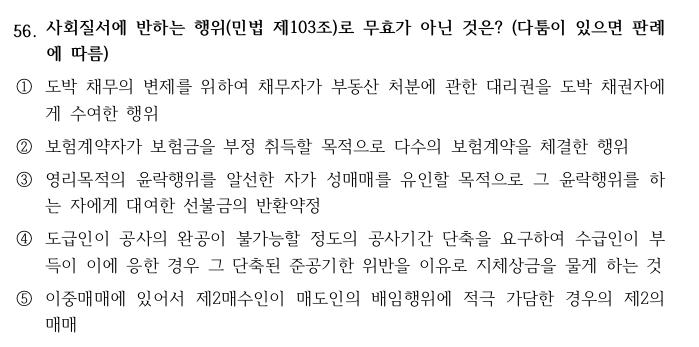 56. 사회질서에 반하는 행위(민법 제103조)로 무효가 아닌 것은? (다툼이 있으면 판례
에 따름)
① 도박 채무의 변제를 위하여 채무자가 부동산 처분에 관한 대리권을 도박 채권자에
게 수여한 행위
② 보험계약자가 보험금을 부정 취득할 목적으로 다수의 보험계약을 체결한 행위
③ 영리목적의 윤락행위를 알선한 자가 성매매를 유인할 목적으로 그 윤락행위를 하
는 자에게 대여한 선불금의 반환약정
④ 도급인이 공사의 완공이 불가능할 정도의 공사기간 단축을 요구하여 수급인이 부
득이 이에 응한 경우 그 단축된 준공기한 위반을 이유로 지체상금을 물게 하는 것
⑤ 이중매매에 있어서 제2매수인이 매도인의 배임행위에 적극 가담한 경우의 제2의
매매